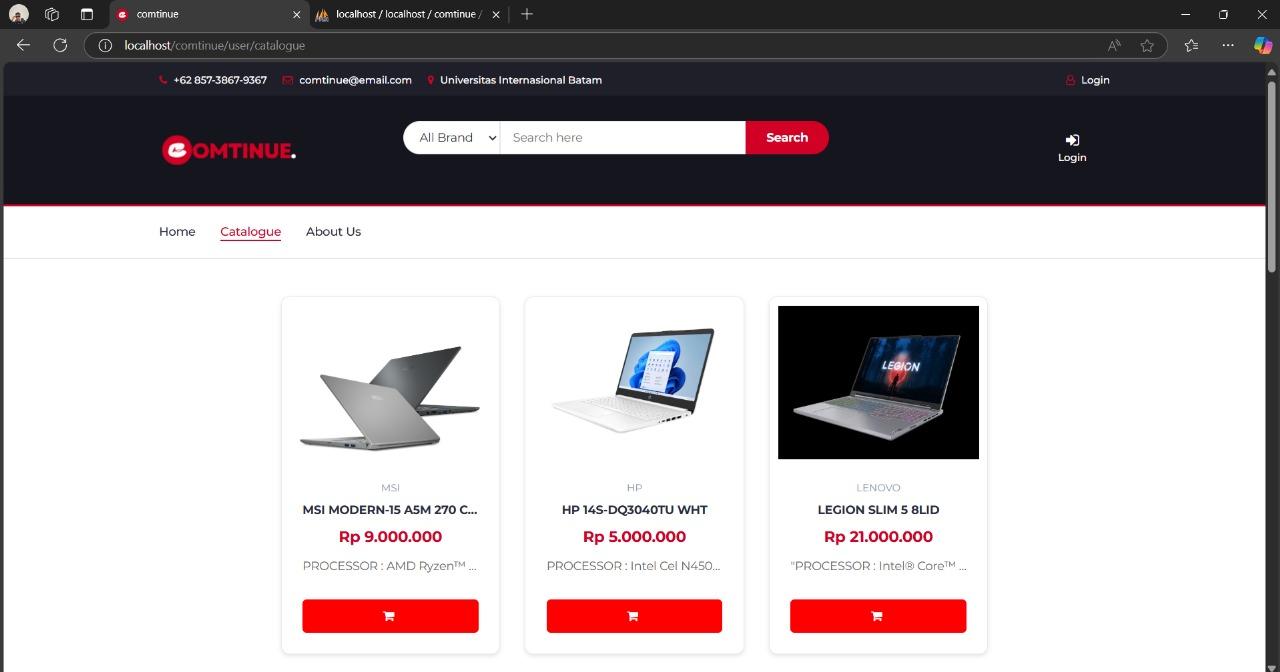 comtinue
localhost / localhost / comtinue /
localhost/comtinue/user/catalogue
+62 857-3867-9367 comtinue@email.com Universitas Internasional Batam Login
COMTINUE.
All Brand Search here Search
Login
Home Catalogue About Us
LEGION
MSI HP LENOVO
MSI MODERN-15 A5M 270 C... HP 14S-DQ3040TU WHT LEGION SLIM 5 8LID
Rp 9.000.000 Rp 5.000.000 Rp 21.000.000
PROCESSOR : AMD Ryzen™ ... PROCESSOR : Intel Cel N450... "PROCESSOR : Intel® Core™ ...